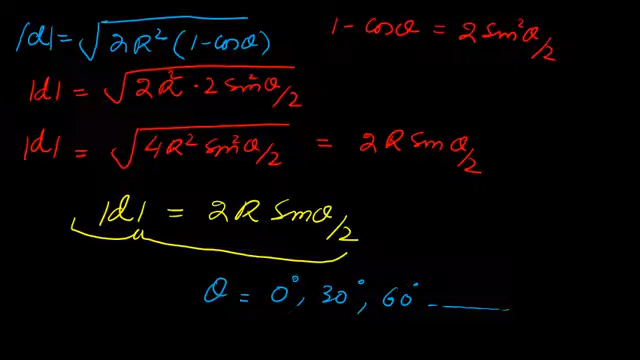 |d| = √2R² (1 - cosθ)
1 - cosθ = 2 sin²θ/2
|d| = √2R² · 2 sin²θ/2
|d| = √4R² sin²θ/2 = 2R sinθ/2
|d| = 2R sinθ/2
θ = 0°, 30°, 60°